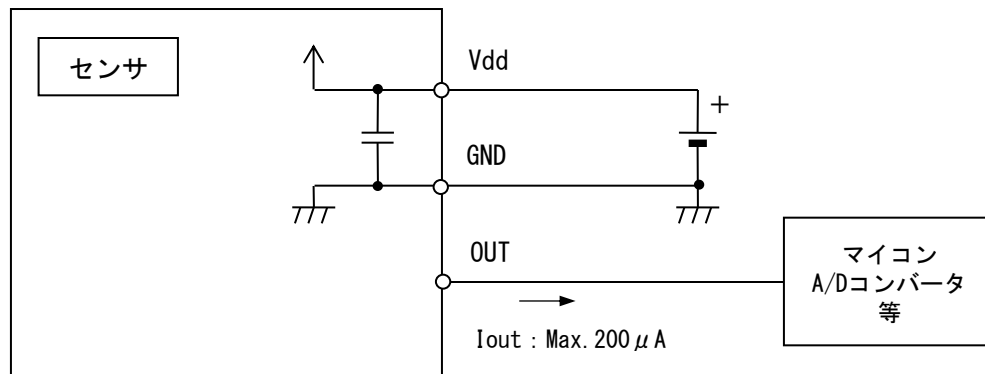 センサ
Vdd
+
GND
OUT
マイコン
A/Dコンバータ
等
Iout：Max.200μA